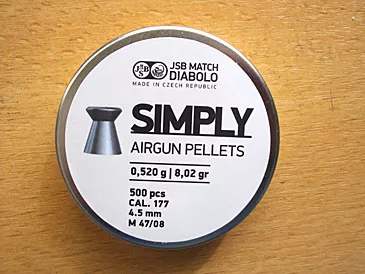 JSB MATCH
DIABOLO
MADE IN CZECH REPUBLIC
SIMPLY
AIRGUN PELLETS
0,520 g | 8,02 gr
500 pcs
CAL. 177
4.5 mm
M 47/08